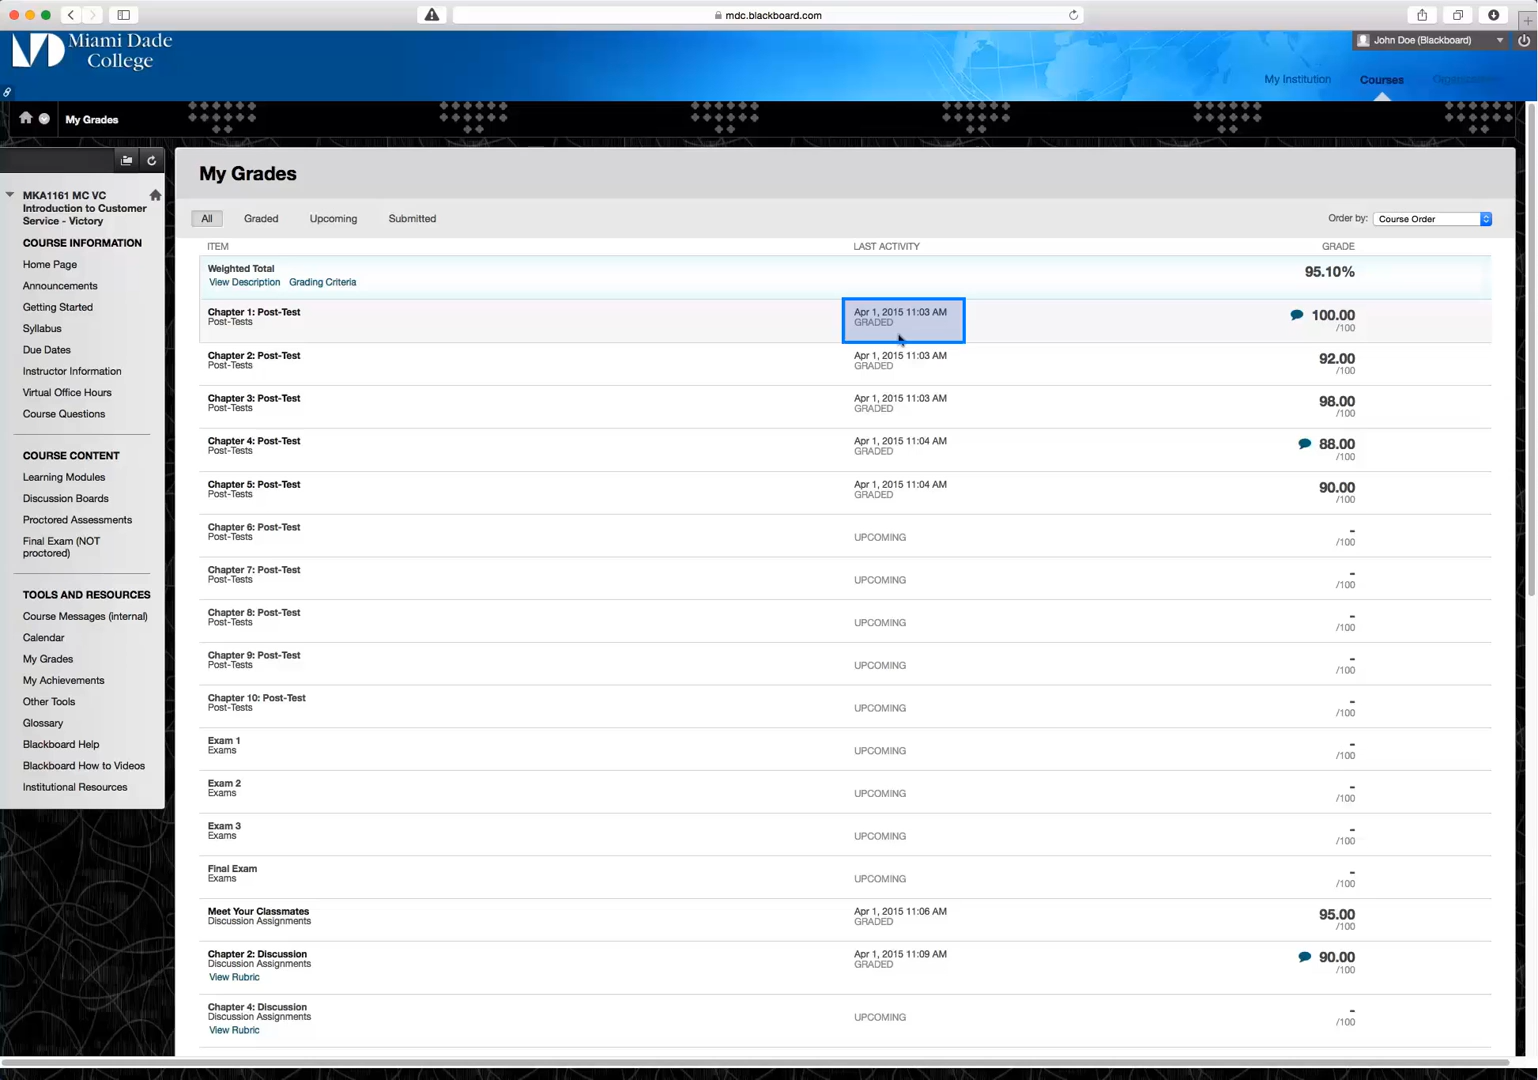 mdc.blackboard.com
Miami Dade
College
John Doe (Blackboard)
My Institution
Courses
My Grades
MKA1161 MC VC
Introduction to Customer
Service - Victory
COURSE INFORMATION
Home Page
Announcements
Getting Started
Syllabus
Due Dates
Instructor Information
Virtual Office Hours
Course Questions
COURSE CONTENT
Learning Modules
Discussion Boards
Proctored Assessments
Final Exam (NOT
proctored)
TOOLS AND RESOURCES
Course Messages (internal)
Calendar
My Grades
My Achievements
Other Tools
Glossary
Blackboard Help
Blackboard How to Videos
Institutional Resources
My Grades
All Graded Upcoming Submitted
Order by: Course Order
ITEM LAST ACTIVITY GRADE
Weighted Total 95.10%
View Description Grading Criteria
Chapter 1: Post-Test Apr 1, 2015 11:03 AM 100.00
Post-Tests GRADED /100
Chapter 2: Post-Test Apr 1, 2015 11:03 AM 92.00
Post-Tests GRADED /100
Chapter 3: Post-Test Apr 1, 2015 11:03 AM 98.00
Post-Tests GRADED /100
Chapter 4: Post-Test Apr 1, 2015 11:04 AM 88.00
Post-Tests GRADED /100
Chapter 5: Post-Test Apr 1, 2015 11:04 AM 90.00
Post-Tests GRADED /100
Chapter 6: Post-Test -
Post-Tests UPCOMING /100
Chapter 7: Post-Test -
Post-Tests UPCOMING /100
Chapter 8: Post-Test -
Post-Tests UPCOMING /100
Chapter 9: Post-Test -
Post-Tests UPCOMING /100
Chapter 10: Post-Test -
Post-Tests UPCOMING /100
Exam 1 -
Exams UPCOMING /100
Exam 2 -
Exams UPCOMING /100
Exam 3 -
Exams UPCOMING /100
Final Exam -
Exams UPCOMING /100
Meet Your Classmates Apr 1, 2015 11:06 AM 95.00
Discussion Assignments GRADED /100
Chapter 2: Discussion Apr 1, 2015 11:09 AM 90.00
Discussion Assignments GRADED /100
View Rubric
Chapter 4: Discussion -
Discussion Assignments UPCOMING /100
View Rubric